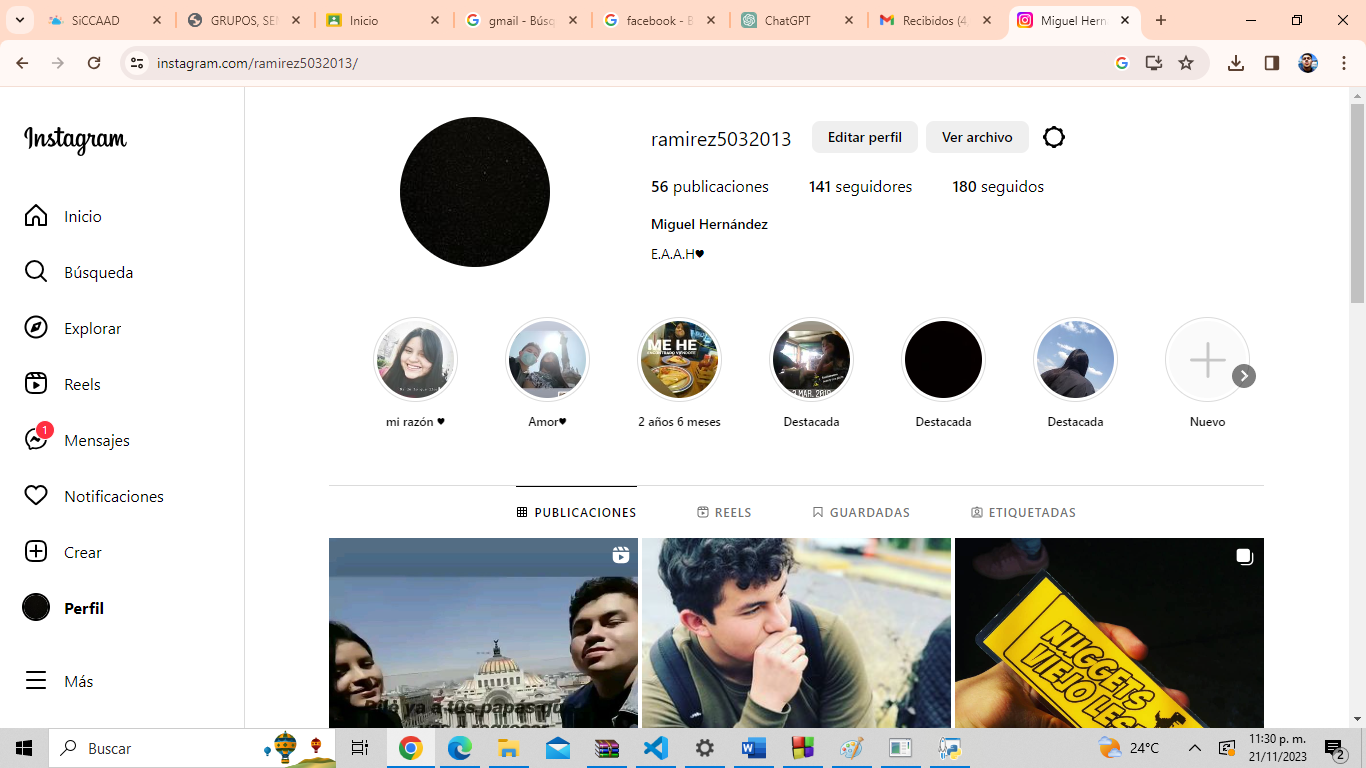 SiCCAAD
GRUPOS, SEM
Inicio
gmail - Búsq
facebook - B
ChatGPT
Recibidos (4,
Miguel Hern
instagram.com/ramirez5032013/
Instagram
Inicio
Búsqueda
Explorar
Reels
1
Mensajes
Notificaciones
Crear
Perfil
Más
ramirez5032013
Editar perfil
Ver archivo
56 publicaciones
141 seguidores
180 seguidos
Miguel Hernández
E.A.A.H♥
ME HE
ENCONTRADO VIÉNDOTE
mi razón ♥
Amor♥
2 años 6 meses
Destacada
Destacada
Destacada
Nuevo
PUBLICACIONES
REELS
GUARDADAS
ETIQUETADAS
Dile ya a tus papás que
NUGGETS
VIEJO LES
Buscar
24°C
11:30 p. m.
21/11/2023
2